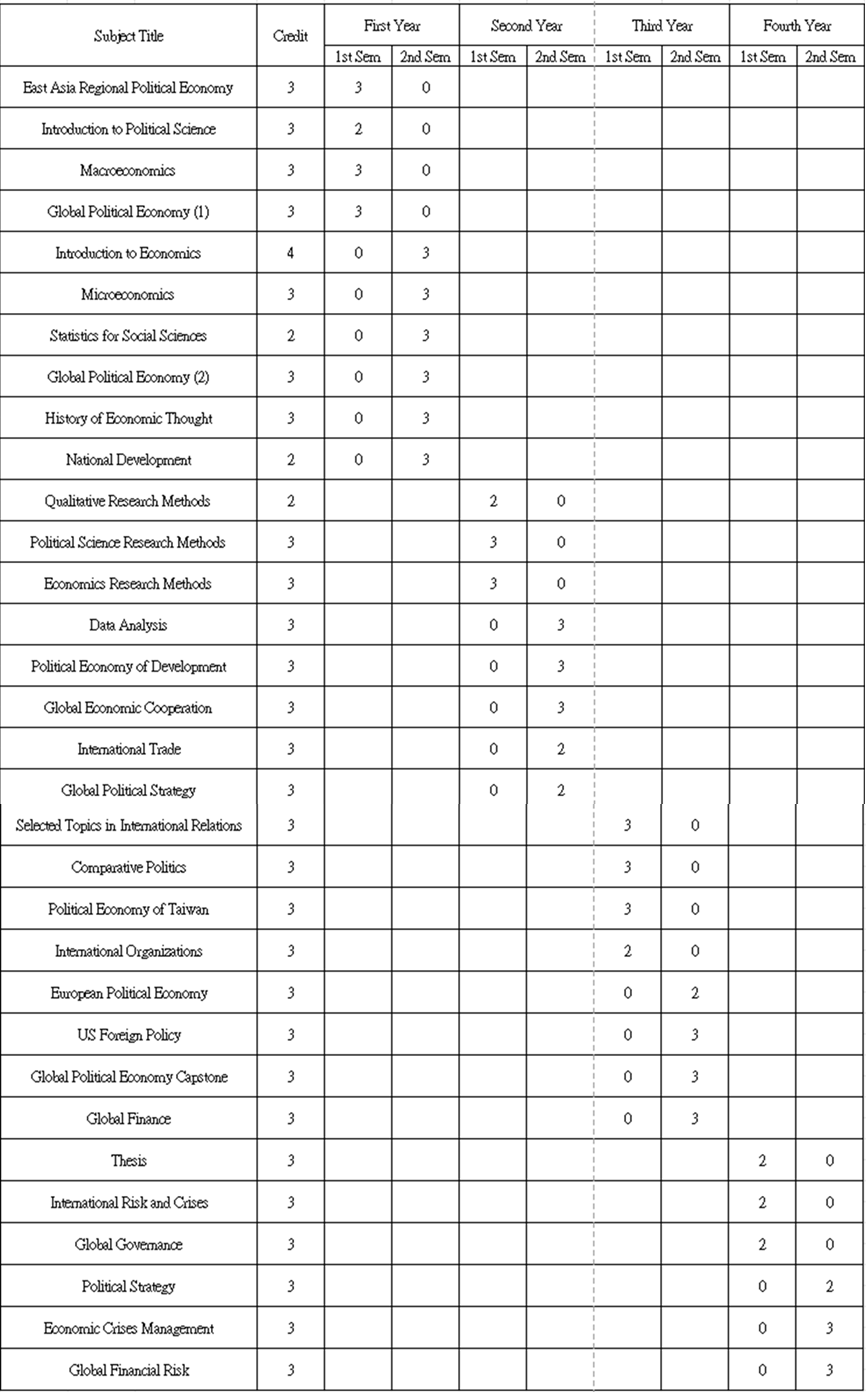 Subject Title Credit First Year Second Year Third Year Fourth Year
1st Sem 2nd Sem 1st Sem 2nd Sem 1st Sem 2nd Sem 1st Sem 2nd Sem
East Asia Regional Political Economy 3 3 0
Introduction to Political Science 3 2 0
Macroeconomics 3 3 0
Global Political Economy (1) 3 3 0
Introduction to Economics 4 0 3
Microeconomics 3 0 3
Statistics for Social Sciences 2 0 3
Global Political Economy (2) 3 0 3
History of Economic Thought 3 0 3
National Development 2 0 3
Qualitative Research Methods 2 2 0
Political Science Research Methods 3 3 0
Economics Research Methods 3 3 0
Data Analysis 3 0 3
Political Economy of Development 3 0 3
Global Economic Cooperation 3 0 3
International Trade 3 0 2
Global Political Strategy 3 0 2
Selected Topics in International Relations 3 3 0
Comparative Politics 3 3 0
Political Economy of Taiwan 3 3 0
International Organizations 3 2 0
European Political Economy 3 0 2
US Foreign Policy 3 0 3
Global Political Economy Capstone 3 0 3
Global Finance 3 0 3
Thesis 3 2 0
International Risk and Crises 3 2 0
Global Governance 3 2 0
Political Strategy 3 0 2
Economic Crises Management 3 0 3
Global Financial Risk 3 0 3